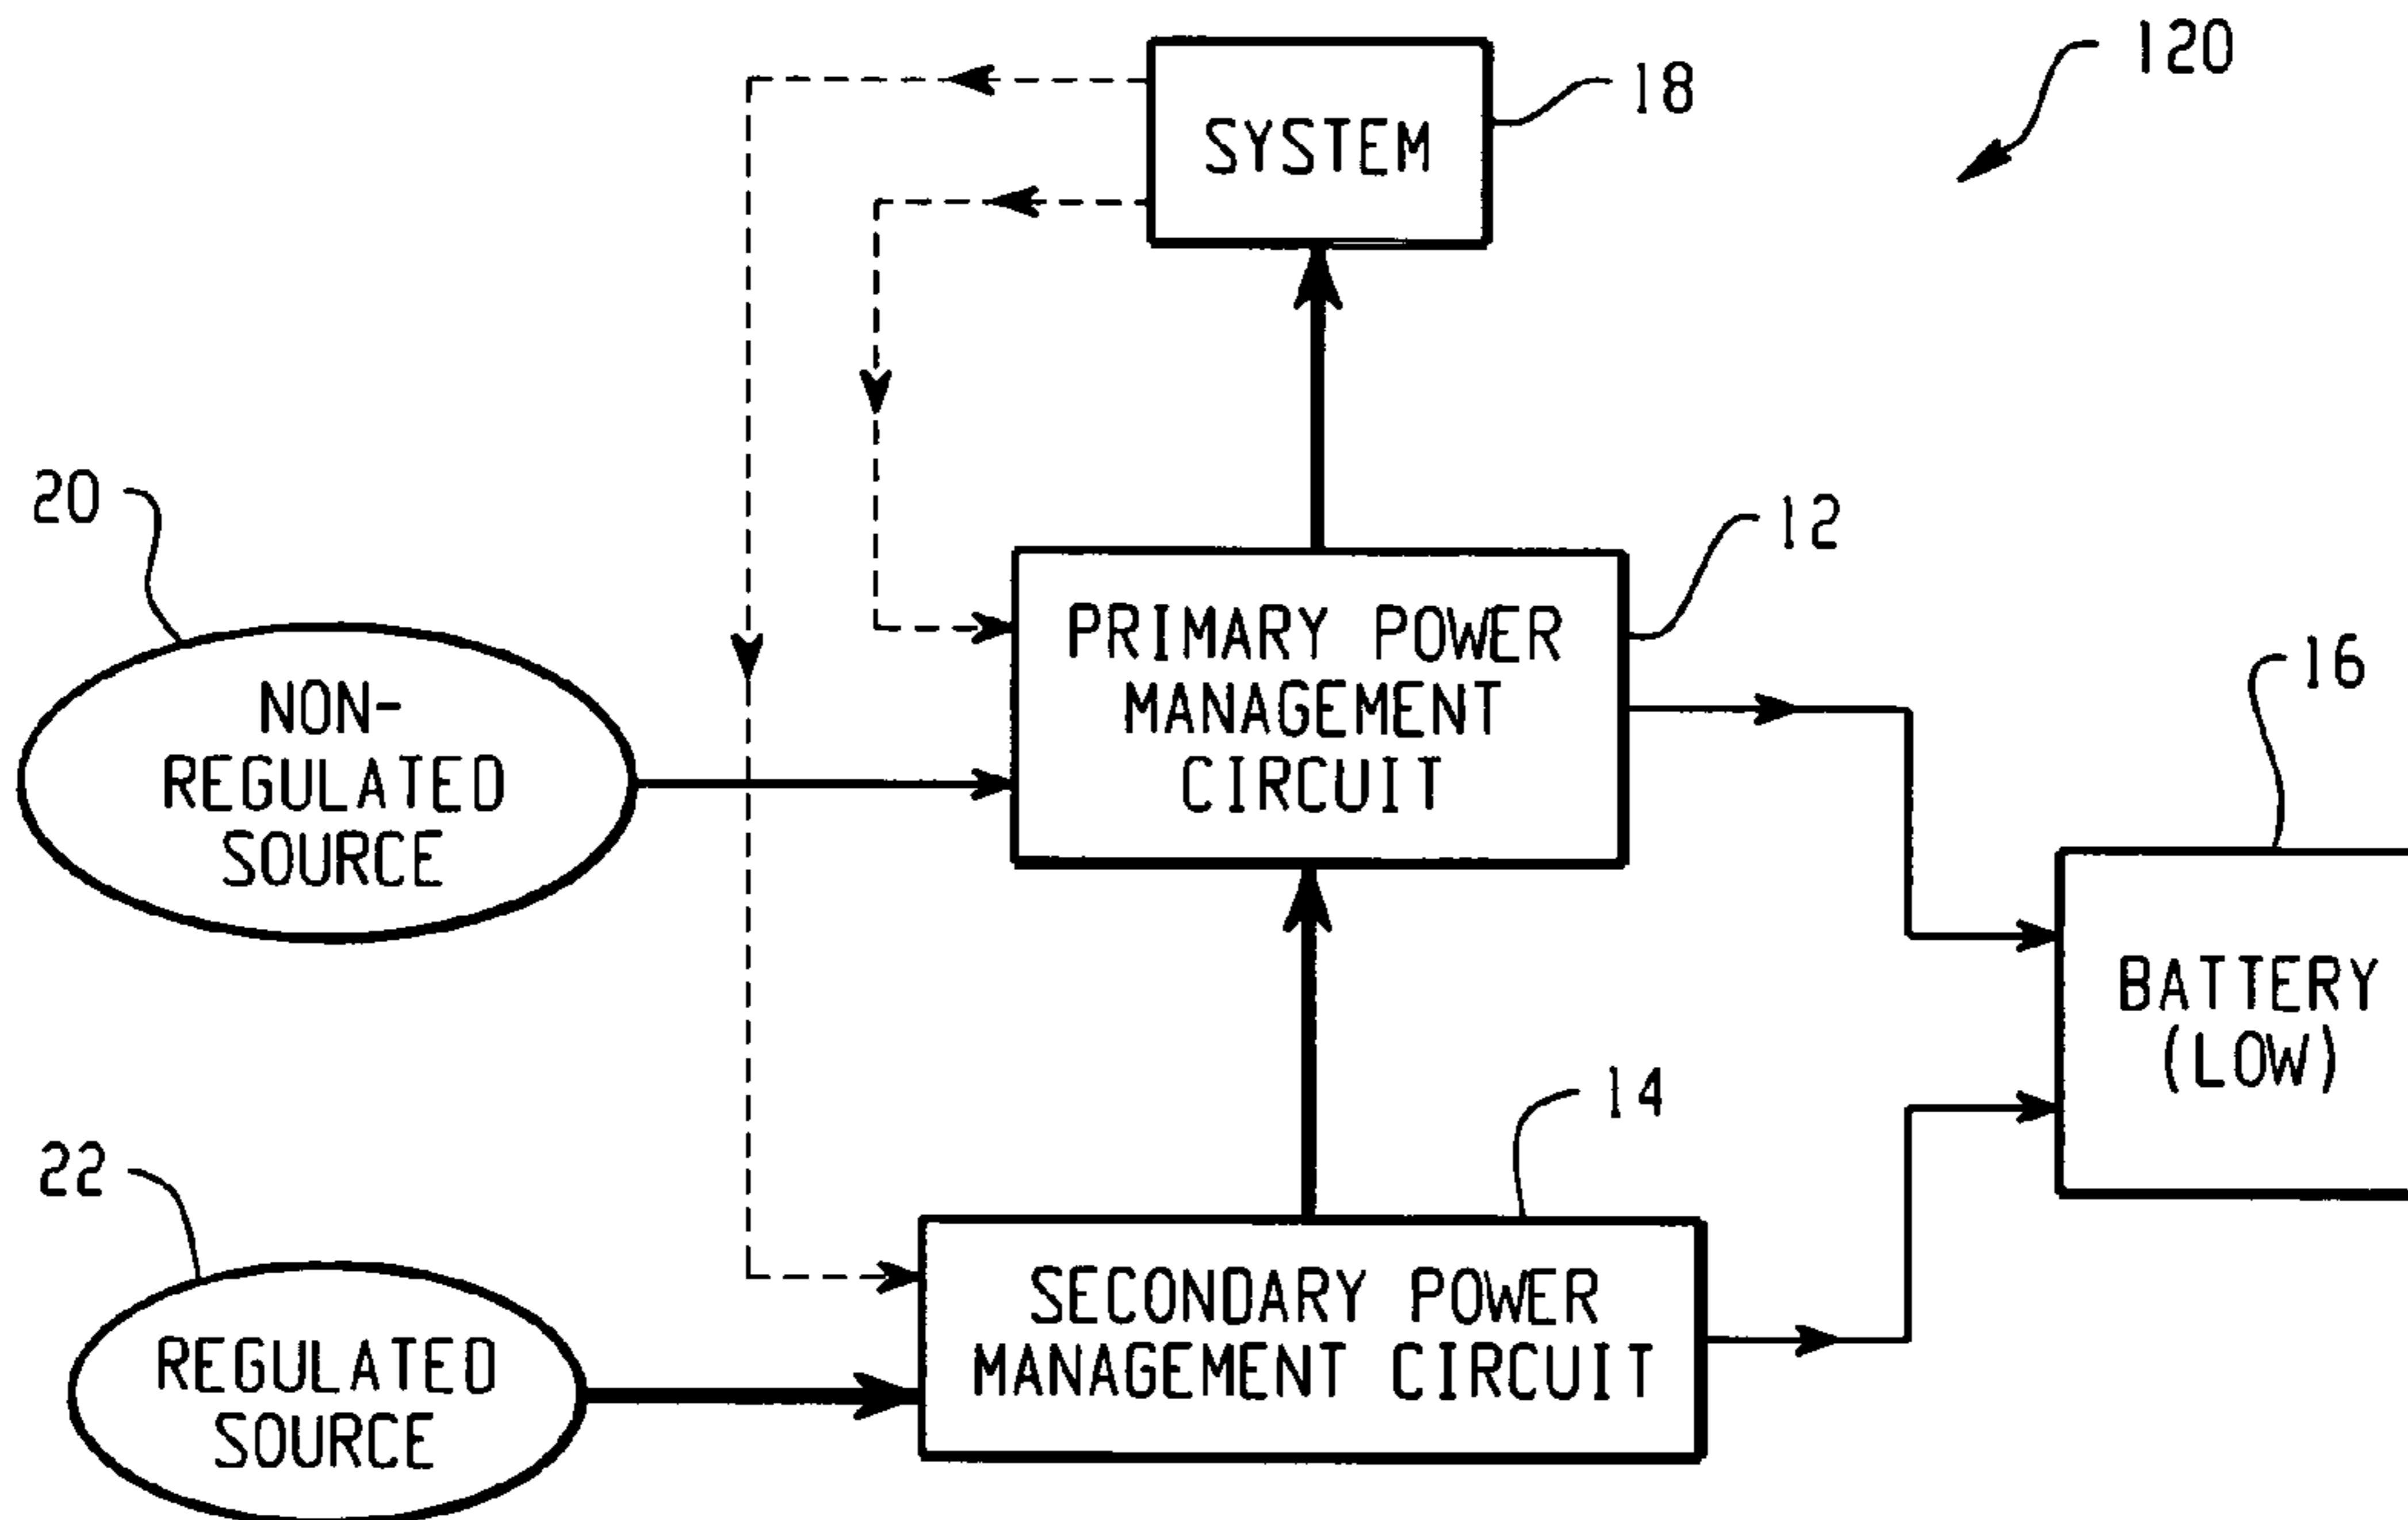 120
18
SYSTEM
20
12
PRIMARY POWER
MANAGEMENT
CIRCUIT
NON-
REGULATED
SOURCE
16
BATTERY
(LOW)
14
22
SECONDARY POWER
MANAGEMENT CIRCUIT
REGULATED
SOURCE